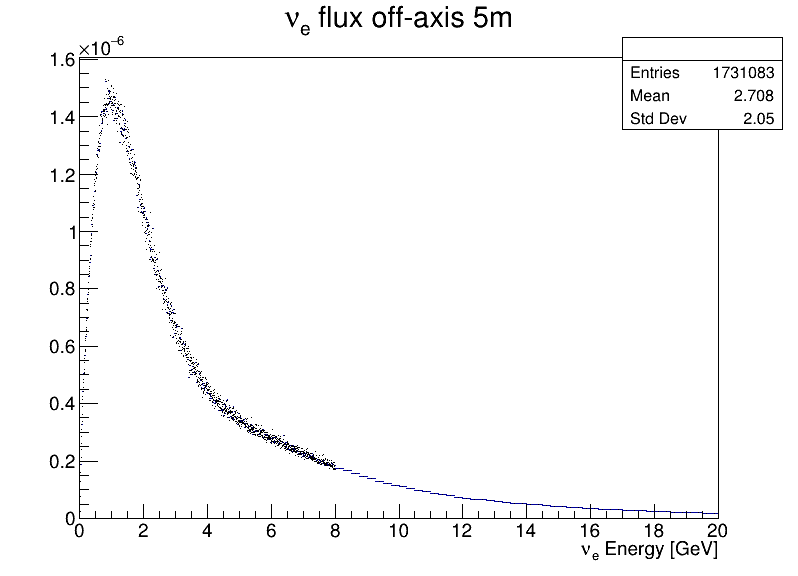 νe flux off-axis 5m
×10−6
Entries 1731083
Mean 2.708
Std Dev 2.05
1.6
1.4
1.2
1
0.8
0.6
0.4
0.2
0
0 2 4 6 8 10 12 14 16 18 20
νe Energy [GeV]